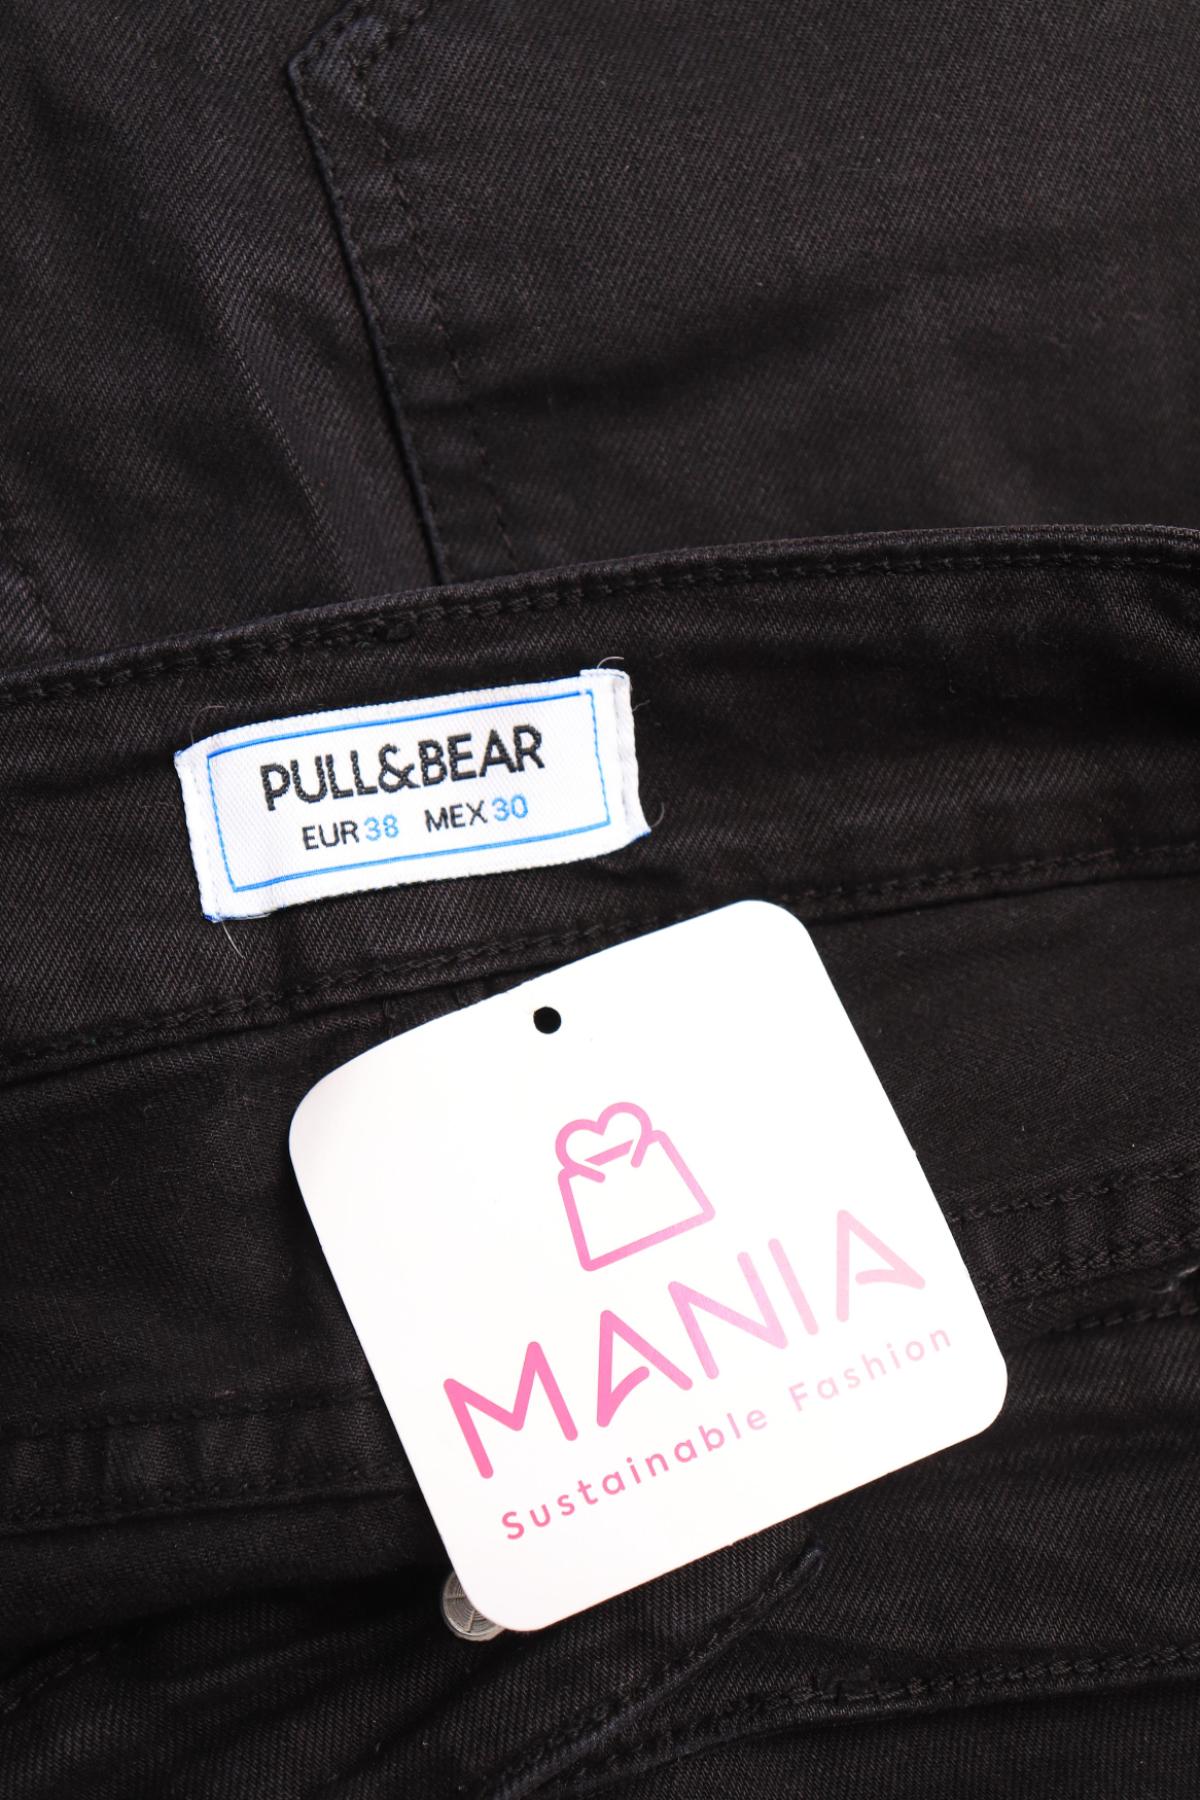 PULL&BEAR
EUR 38 MEX 30
MANIA
Sustainable Fashion